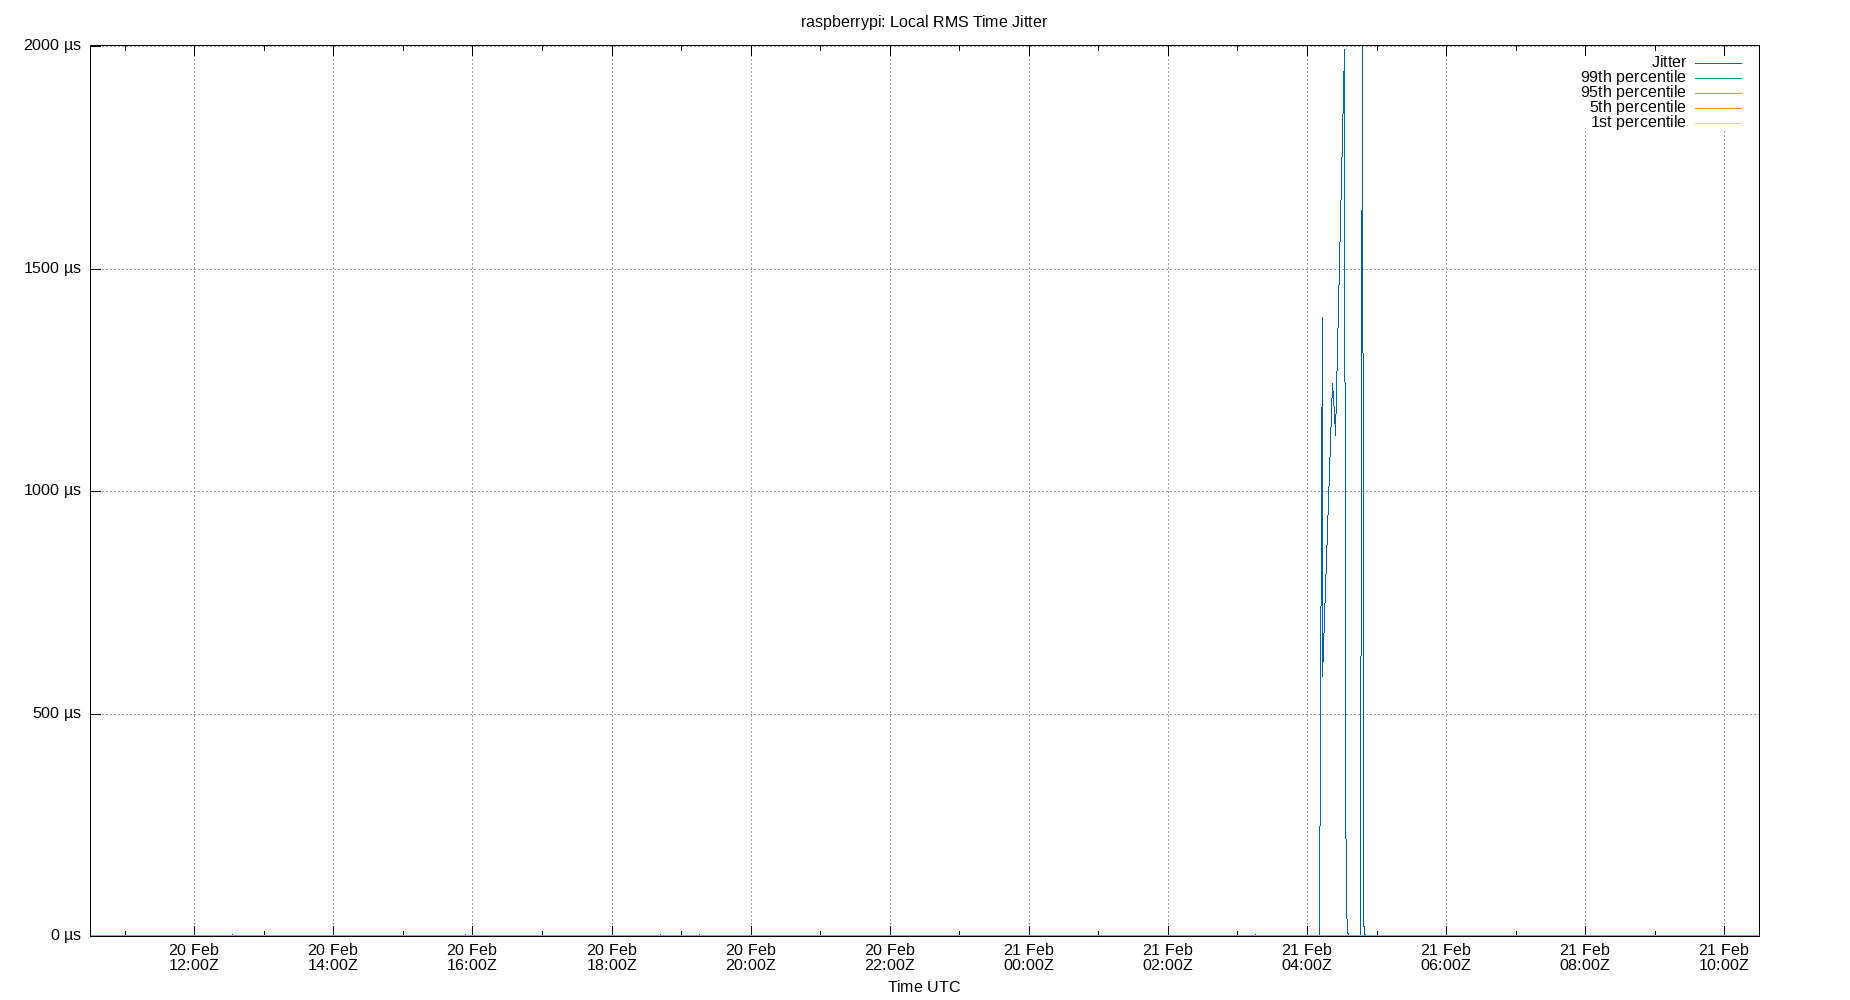 raspberrypi: Local RMS Time Jitter
2000 µs
1500 µs
1000 µs
500 µs
0 µs
Jitter
99th percentile
95th percentile
5th percentile
1st percentile
20 Feb 20 Feb 20 Feb 20 Feb 20 Feb 20 Feb 21 Feb 21 Feb 21 Feb 21 Feb 21 Feb 21 Feb
12:00Z 14:00Z 16:00Z 18:00Z 20:00Z 22:00Z 00:00Z 02:00Z 04:00Z 06:00Z 08:00Z 10:00Z
Time UTC